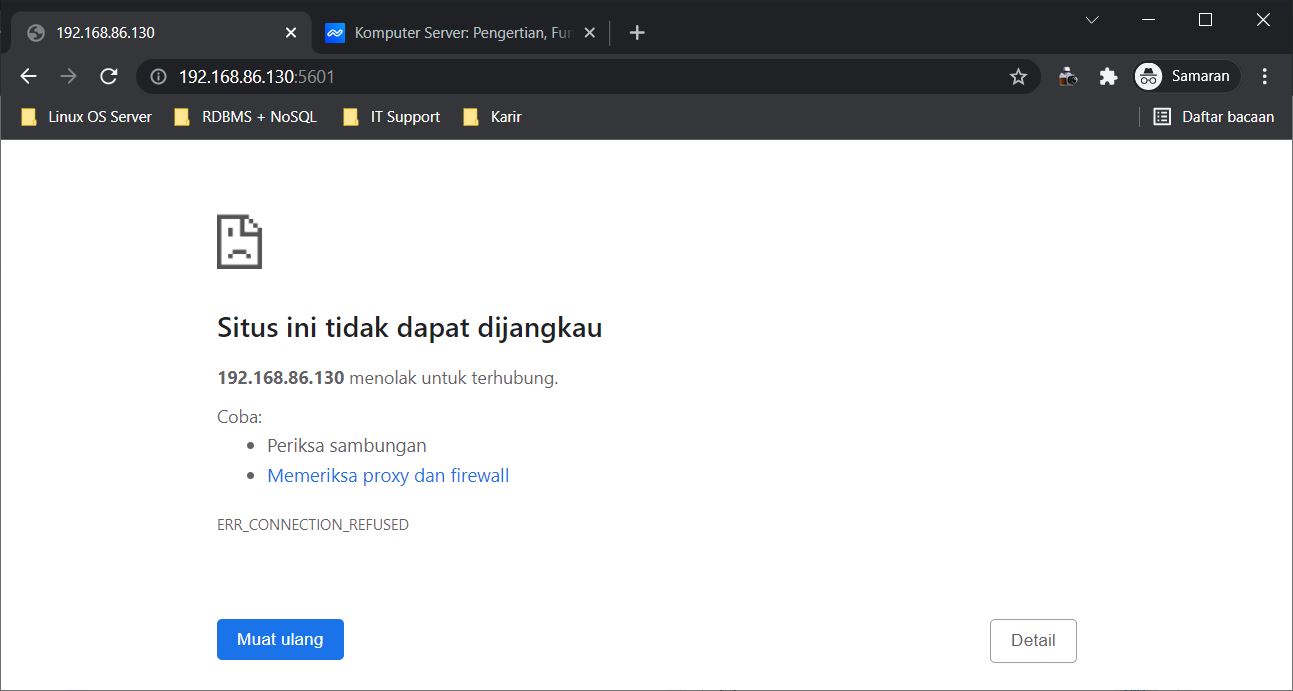 192.168.86.130
Komputer Server: Pengertian, Fun
192.168.86.130:5601
Samaran
Linux OS Server
RDBMS + NoSQL
IT Support
Karir
Daftar bacaan
Situs ini tidak dapat dijangkau
192.168.86.130 menolak untuk terhubung.
Coba:
Periksa sambungan
Memeriksa proxy dan firewall
ERR_CONNECTION_REFUSED
Muat ulang
Detail